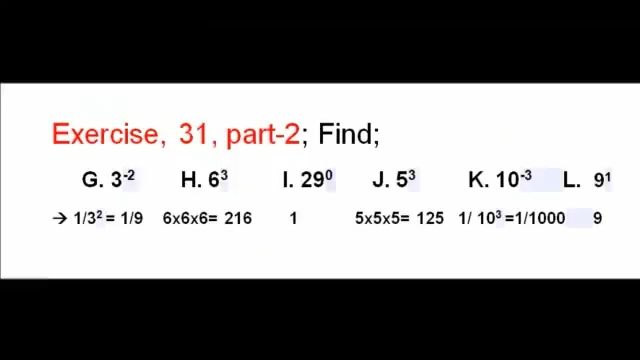 Exercise, 31, part-2; Find;
G. 3⁻² H. 6³ I. 29⁰ J. 5³ K. 10⁻³ L. 9¹
→ 1/3² = 1/9 6x6x6= 216 1 5x5x5= 125 1/ 10³ =1/1000 9